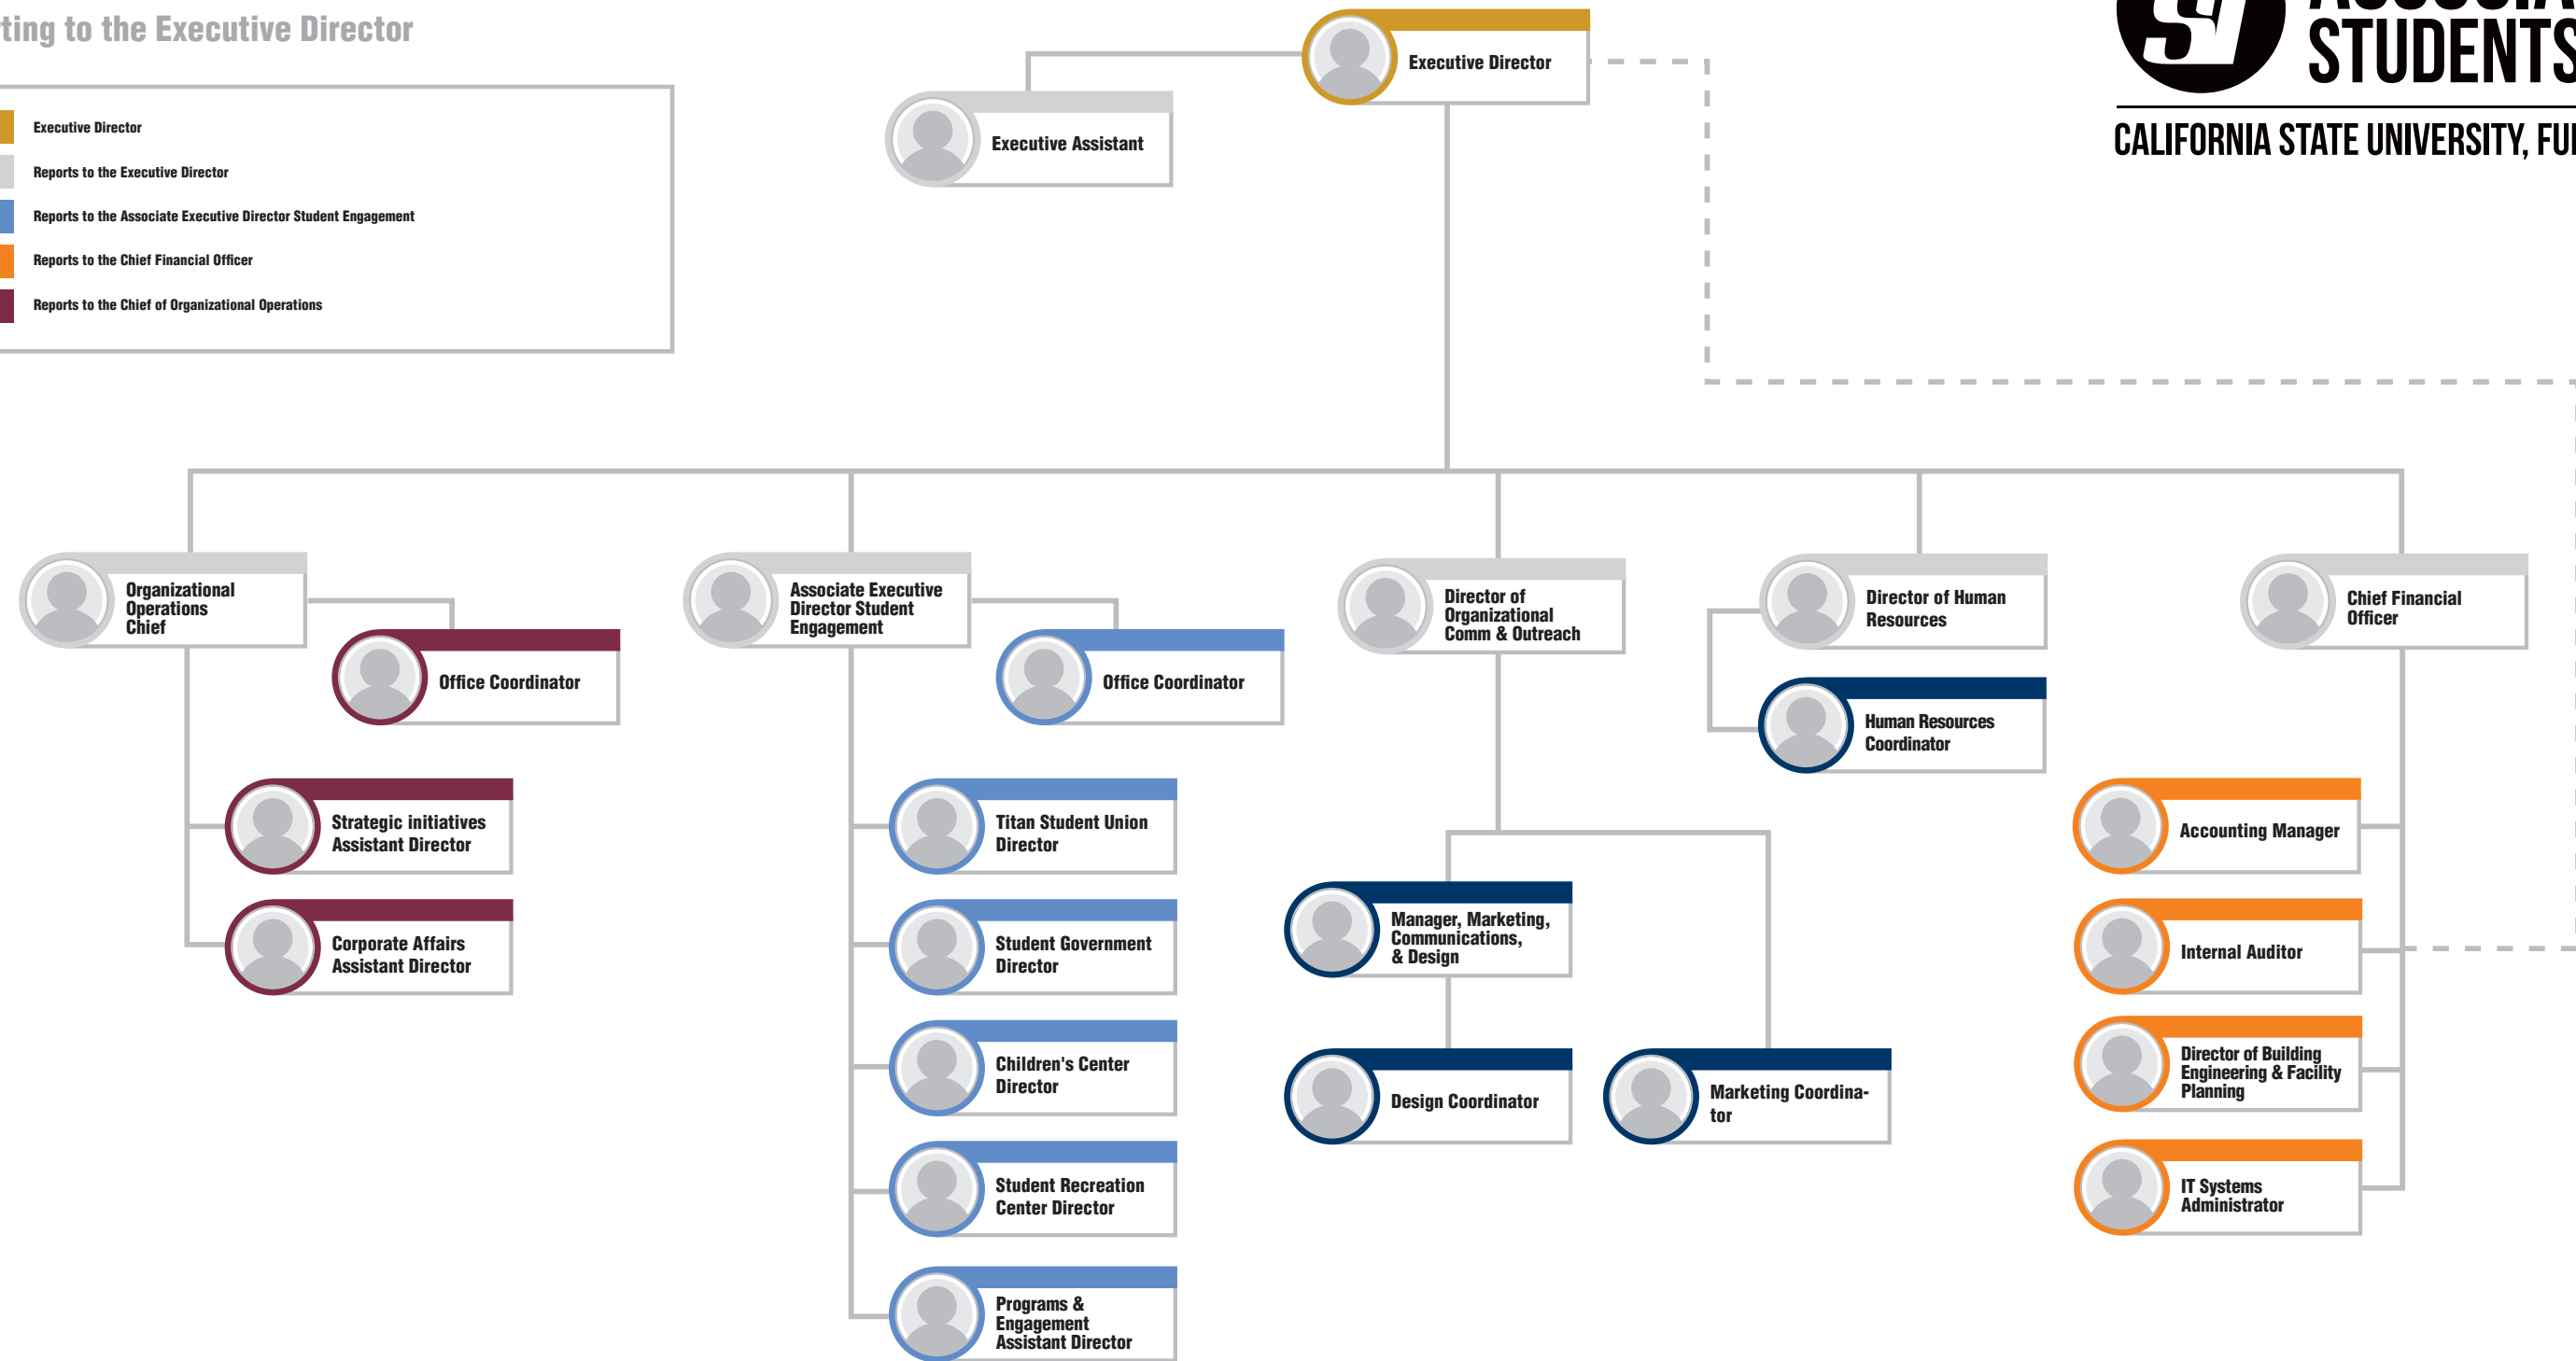 to the Executive Director
STUDENTS
CALIFORNIA STATE UNIVERSITY,
Executive Director
Reports to the Executive Director
Reports to the Associate Executive Director Student Engagement
Reports to the Chief Financial Officer
Reports to the Chief of Organizational Operations
Executive Director
Executive Assistant
Organizational
Operations
Chief
Office Coordinator
Strategic initiatives
Assistant Director
Corporate Affairs
Assistant Director
Associate Executive
Director Student
Engagement
Office Coordinator
Titan Student Union
Director
Student Government
Director
Children's Center
Director
Student Recreation
Center Director
Programs &
Engagement
Assistant Director
Director of
Organizational
Comm & Outreach
Manager, Marketing,
Communications,
& Design
Design Coordinator
Marketing Coordina-
tor
Director of Human
Resources
Human Resources
Coordinator
Chief Financial
Officer
Accounting Manager
Internal Auditor
Director of Building
Engineering & Facility
Planning
IT Systems
Administrator